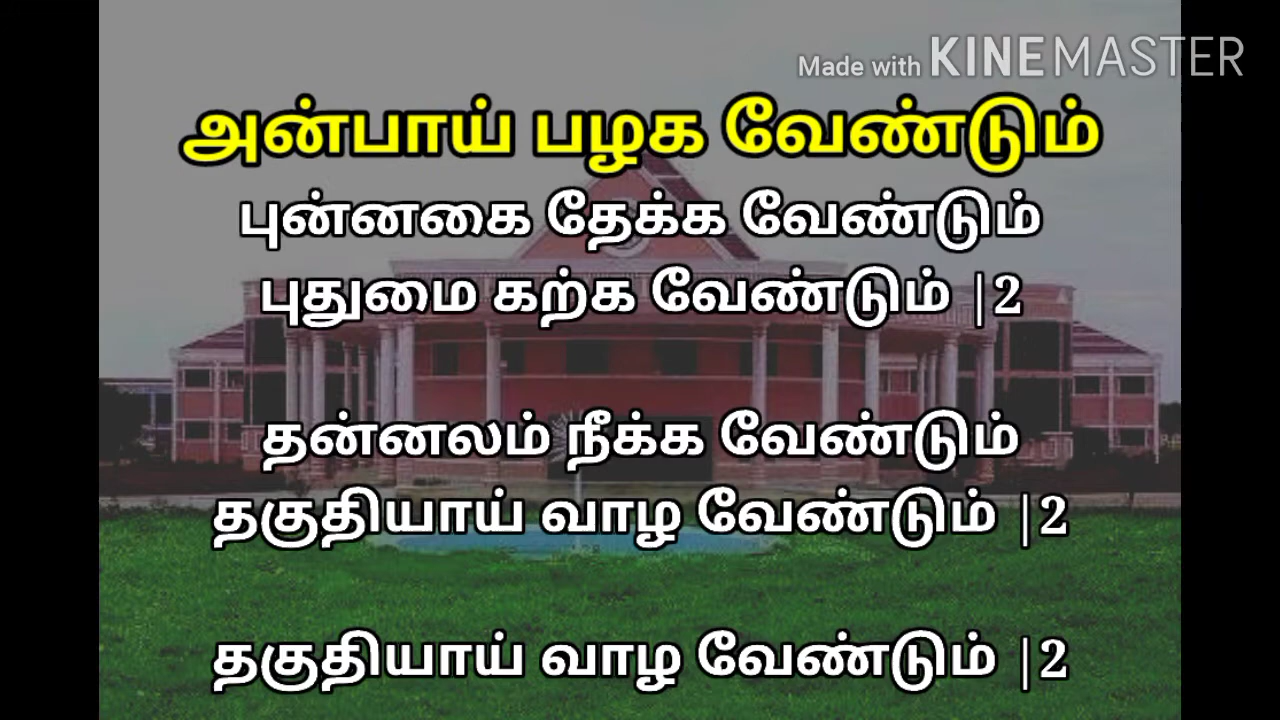 Made with KINEMASTER
அன்பாய் பழக வேண்டும்
புன்னகை தேக்க வேண்டும்
புதுமை கற்க வேண்டும் |2
தன்னலம் நீக்க வேண்டும்
தகுதியாய் வாழ வேண்டும் |2
தகுதியாய் வாழ வேண்டும் |2